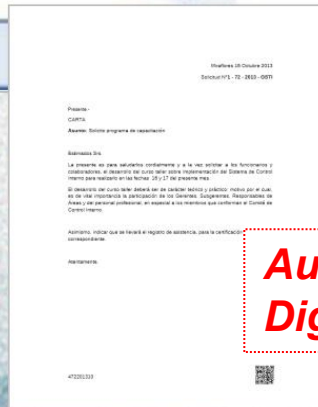 Miraflores 15 Octubre 2013
Solicitud N°1 - 72 - 2013 - GSTI
Presente.-
CARTA
Asunto: Solicito programa de capacitación
Estimados Srs.
La presente es para saludarlos cordialmente y a la vez solicitar a los funcionarios y
colaboradores, el desarrollo del curso taller sobre Implementación del Sistema de Control
Interno para realizarlo en las fechas 16 y 17 del presente mes.
El desarrollo del curso taller deberá ser de carácter teórico y práctico; motivo por el cual,
es de vital importancia la participación de los Gerentes, Subgerentes, Responsables de
Áreas y del personal profesional, en especial a los miembros que conforman el Comité de
Control Interno.
Asimismo, indicar que se llevará el registro de asistencia, para la certificación
correspondiente.
Atentamente,
Au
Dig
472201310